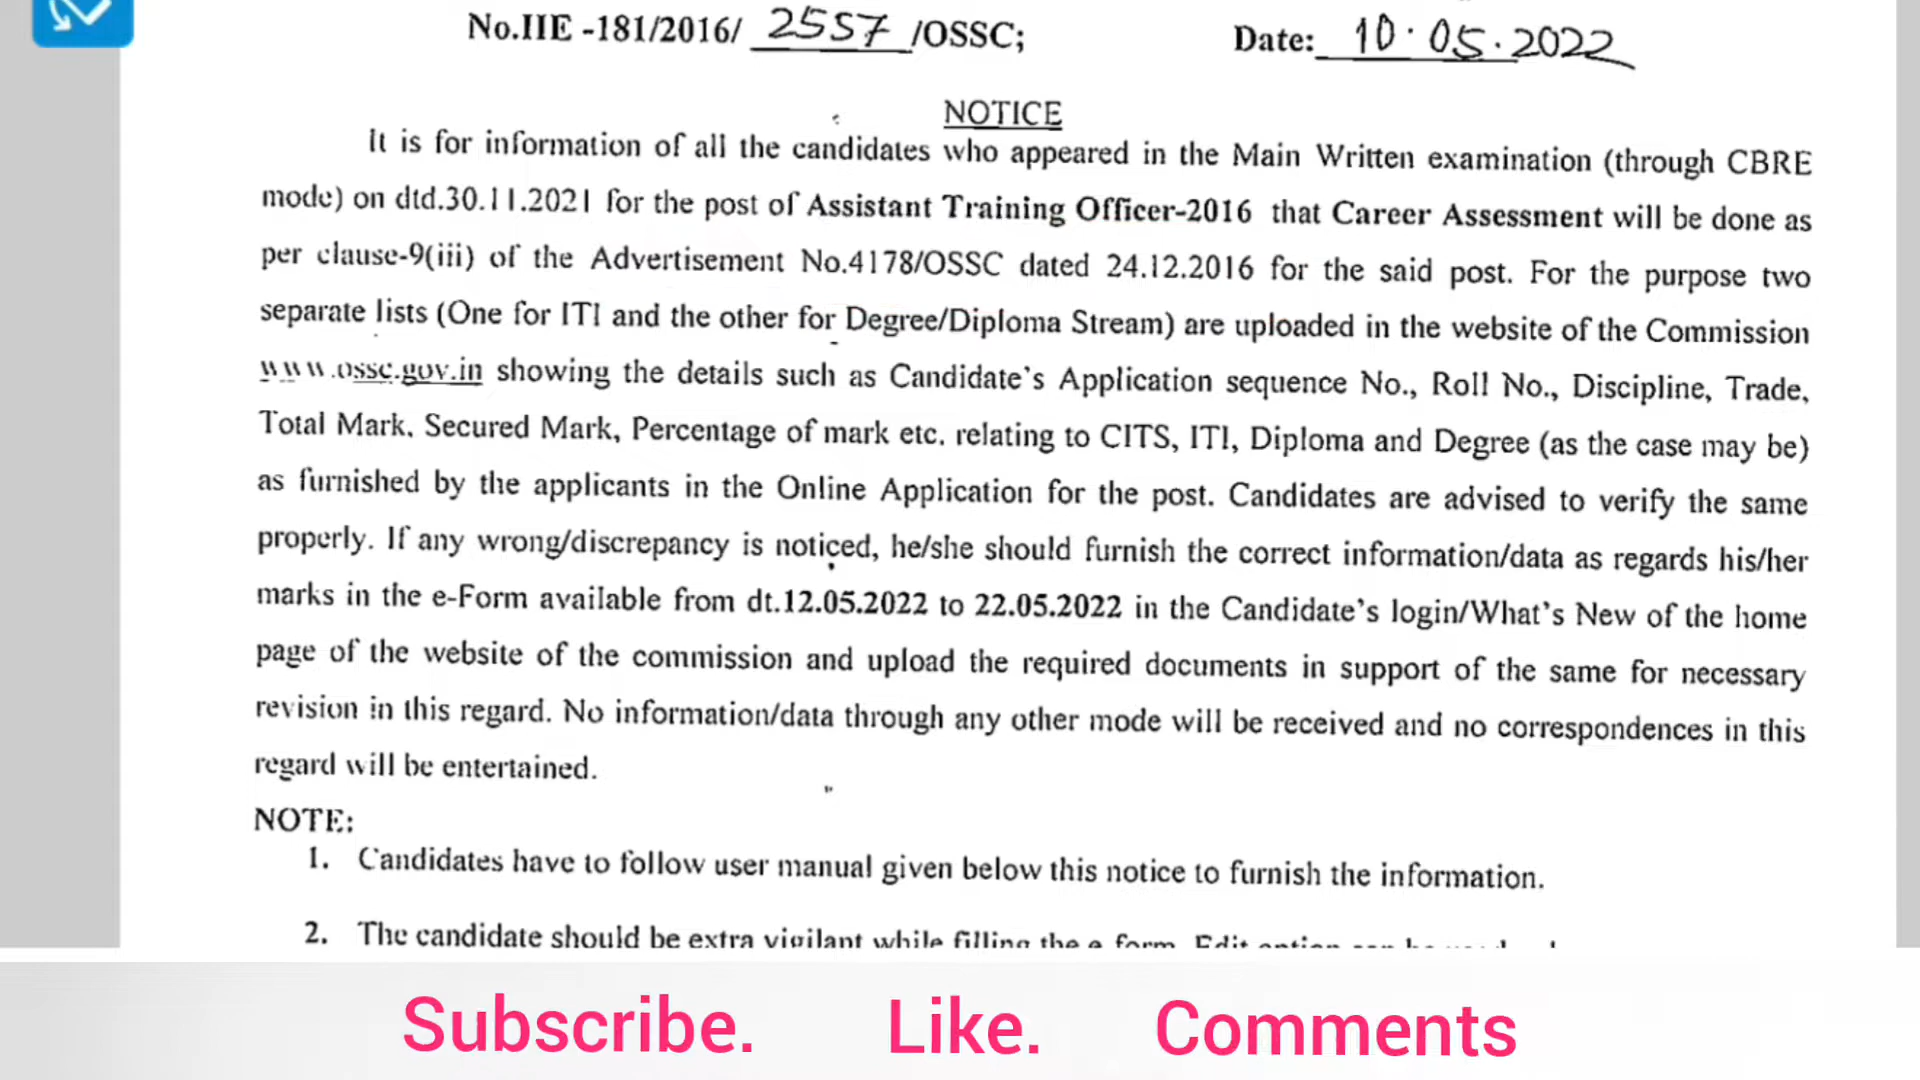 No.IIE -181/2016/ 2557 /OSSC; Date: 10.05.2022
NOTICE
It is for information of all the candidates who appeared in the Main Written examination (through CBRE
mode) on dtd.30.11.2021 for the post of Assistant Training Officer-2016 that Career Assessment will be done as
per clause-9(iii) of the Advertisement No.4178/OSSC dated 24.12.2016 for the said post. For the purpose two
separate lists (One for ITI and the other for Degree/Diploma Stream) are uploaded in the website of the Commission
www.ossc.gov.in showing the details such as Candidate's Application sequence No., Roll No., Discipline, Trade,
Total Mark, Secured Mark, Percentage of mark etc. relating to CITS, ITI, Diploma and Degree (as the case may be)
as furnished by the applicants in the Online Application for the post. Candidates are advised to verify the same
properly. If any wrong/discrepancy is noticed, he/she should furnish the correct information/data as regards his/her
marks in the e-Form available from dt.12.05.2022 to 22.05.2022 in the Candidate's login/What's New of the home
page of the website of the commission and upload the required documents in support of the same for necessary
revision in this regard. No information/data through any other mode will be received and no correspondences in this
regard will be entertained.
NOTE:
1. Candidates have to follow user manual given below this notice to furnish the information.
2. The candidate should be extra vigilant while filling the e-form. Edit option can be
Subscribe. Like. Comments